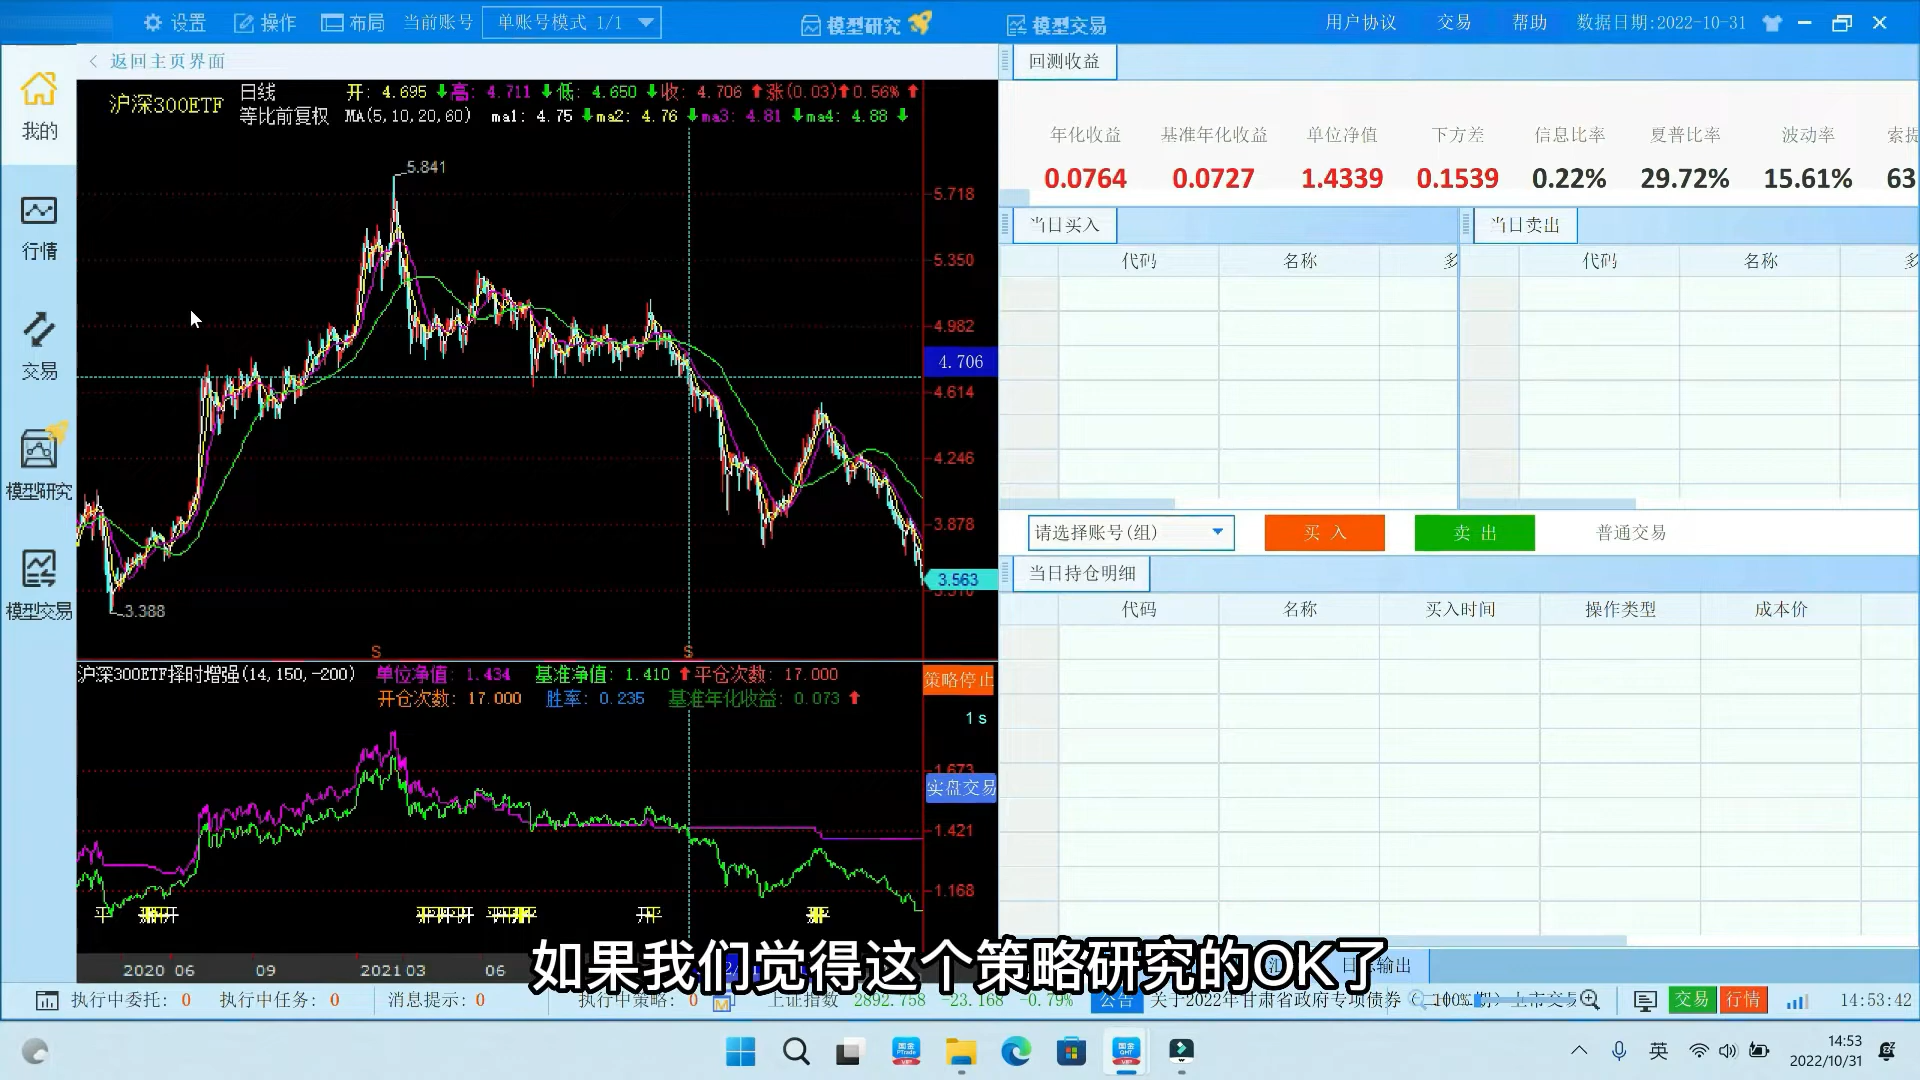 设置 操作 布局 当前账号 单账号模式 1/1 模型研究 模型交易 用户协议 交易 帮助 数据日期:2022-10-31
返回主页界面
回测收益
我的
行情
交易
模型研究
模型交易
沪深300ETF 日线 开: 4.695 高: 4.711 低: 4.650 收: 4.706 涨(0.03) 0.56%
等比前复权 MA(5,10,20,60) ma1: 4.75 ma2: 4.76 ma3: 4.81 ma4: 4.88
5.841
5.718
5.350
4.982
4.706
4.614
4.246
3.878
3.563
3.388
S S
年化收益 基准年化收益 单位净值 下方差 信息比率 夏普比率 波动率
0.0764 0.0727 1.4339 0.1539 0.22% 29.72% 15.61% 63
当日买入 当日卖出
代码 名称 代码 名称
请选择账号(组) 买 入 卖 出 普通交易
当日持仓明细
代码 名称 买入时间 操作类型 成本价
沪深300ETF择时增强(14,150,-200) 单位净值: 1.434 基准净值: 1.410 平仓次数: 17.000
开仓次数: 17.000 胜率: 0.235 基准年化收益: 0.073
策略停止
1 s
1.673
实盘交易
1.421
1.168
2020 06 09 2021 03 06
如果我们觉得这个策略研究的OK了
执行中委托: 0 执行中任务: 0 消息提示: 0 执行中策略: 0 上证指数 2892.758 -23.168 -0.79% 公告 关于2022年甘肃省政府专项债券 100% 交易 行情 14:53:42
英 14:53
2022/10/31